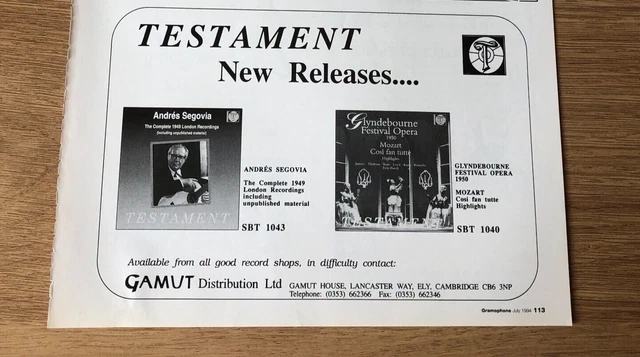 TESTAMENT
New Releases....
Andrés Segovia
The Complete 1949 London Recordings
(including unpublished material)
TESTAMENT
ANDRÉS SEGOVIA
The Complete 1949
London Recordings
including
unpublished material
SBT 1043
Glyndebourne
Festival Opera
1950
Mozart
Così fan tutte
Highlights
TESTAMENT
GLYNDEBOURNE
FESTIVAL OPERA
1950
MOZART
Cosi fan tutte
Highlights
SBT 1040
Available from all good record shops, in difficulty contact:
GAMUT Distribution Ltd GAMUT HOUSE, LANCASTER WAY, ELY, CAMBRIDGE CB6 3NP
Telephone: (0353) 662366 Fax: (0353) 662346
Gramophone July 1994 113